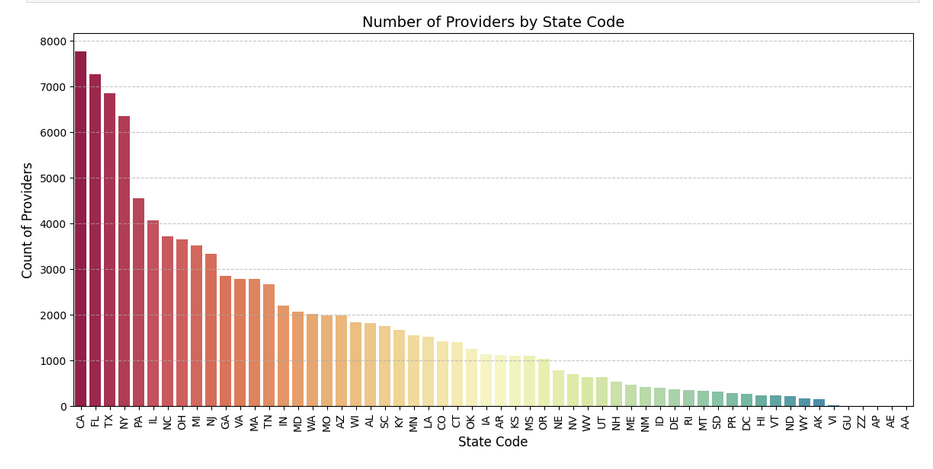 Number of Providers by State Code
8000
7000
6000
5000
4000
3000
2000
1000
0
Count of Providers
CA FL TX NY PA IL NC OH MI NJ GA VA MA TN IN MD WA MO AZ WI AL SC KY MN LA CO CT OK IA AR KS MS OR NE NV WV UT NH ME NM ID DE RI MT SD PR DC HI VT ND WY AK VI GU ZZ AP AE AA
State Code